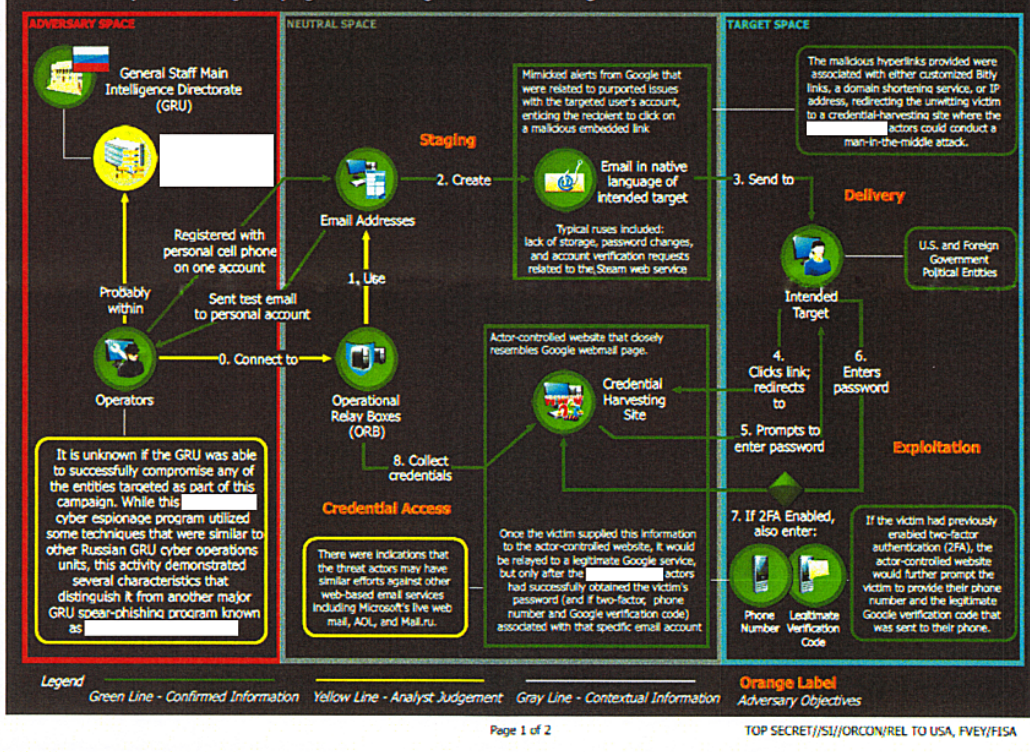 ADVERSARY SPACE
NEUTRAL SPACE
TARGET SPACE
General Staff Main
Intelligence Directorate
(GRU)
Probably
within
Operators
Registered with
personal cell phone
on one account
Sent test email
to personal account
0. Connect to
It is unknown if the GRU was able
to successfully compromise any of
the entities targeted as part of this
campaign. While this
cyber espionage program utilized
some techniques that were similar to
other Russian GRU cyber operations
units, this activity demonstrated
several characteristics that
distinguish it from another major
GRU spear-phishing program known
as
Staging
Email Addresses
1. Use
Operational
Relay Boxes
(ORB)
2. Create
Mimicked alerts from Google that
were related to purported issues
with the targeted user's account,
enticing the recipient to click on
a malicious embedded link
Email in native
language of
intended target
Typical ruses included:
lack of storage, password changes,
and account verification requests
related to the Steam web service
3. Send to
The malicious hyperlinks provided were
associated with either customized Bitly
links, a domain shortening service, or IP
address, redirecting the unwitting victim
to a credential-harvesting site where the
actors could conduct a
man-in-the-middle attack.
Delivery
U.S. and Foreign
Government
Political Entities
Intended
Target
4.
Clicks link;
redirects
to
6.
Enters
password
Actor-controlled website that closely
resembles Google webmail page.
Credential
Harvesting
Site
5. Prompts to
enter password
Exploitation
8. Collect
credentials
Credential Access
There were indications that
the threat actors may have
similar efforts against other
web-based email services
including Microsoft's live web
mail, AOL, and Mail.ru.
Once the victim supplied this information
to the actor-controlled website, it would
be relayed to a legitimate Google service,
but only after the
actors
had successfully obtained the victim's
password (and if two-factor, phone
number and Google verification code)
associated with that specific email account
7. If 2FA Enabled,
also enter:
Phone
Number
Legitimate
Verification
Code
If the victim had previously
enabled two-factor
authentication (2FA), the
actor-controlled website
would further prompt the
victim to provide their phone
number and the legitimate
Google verification code that
was sent to their phone.
Legend
Green Line - Confirmed Information
Yellow Line - Analyst Judgement
Gray Line - Contextual Information
Orange Label
Adversary Objectives
Page 1 of 2
TOP SECRET//SI//ORCON/REL TO USA, FVEY/FISA